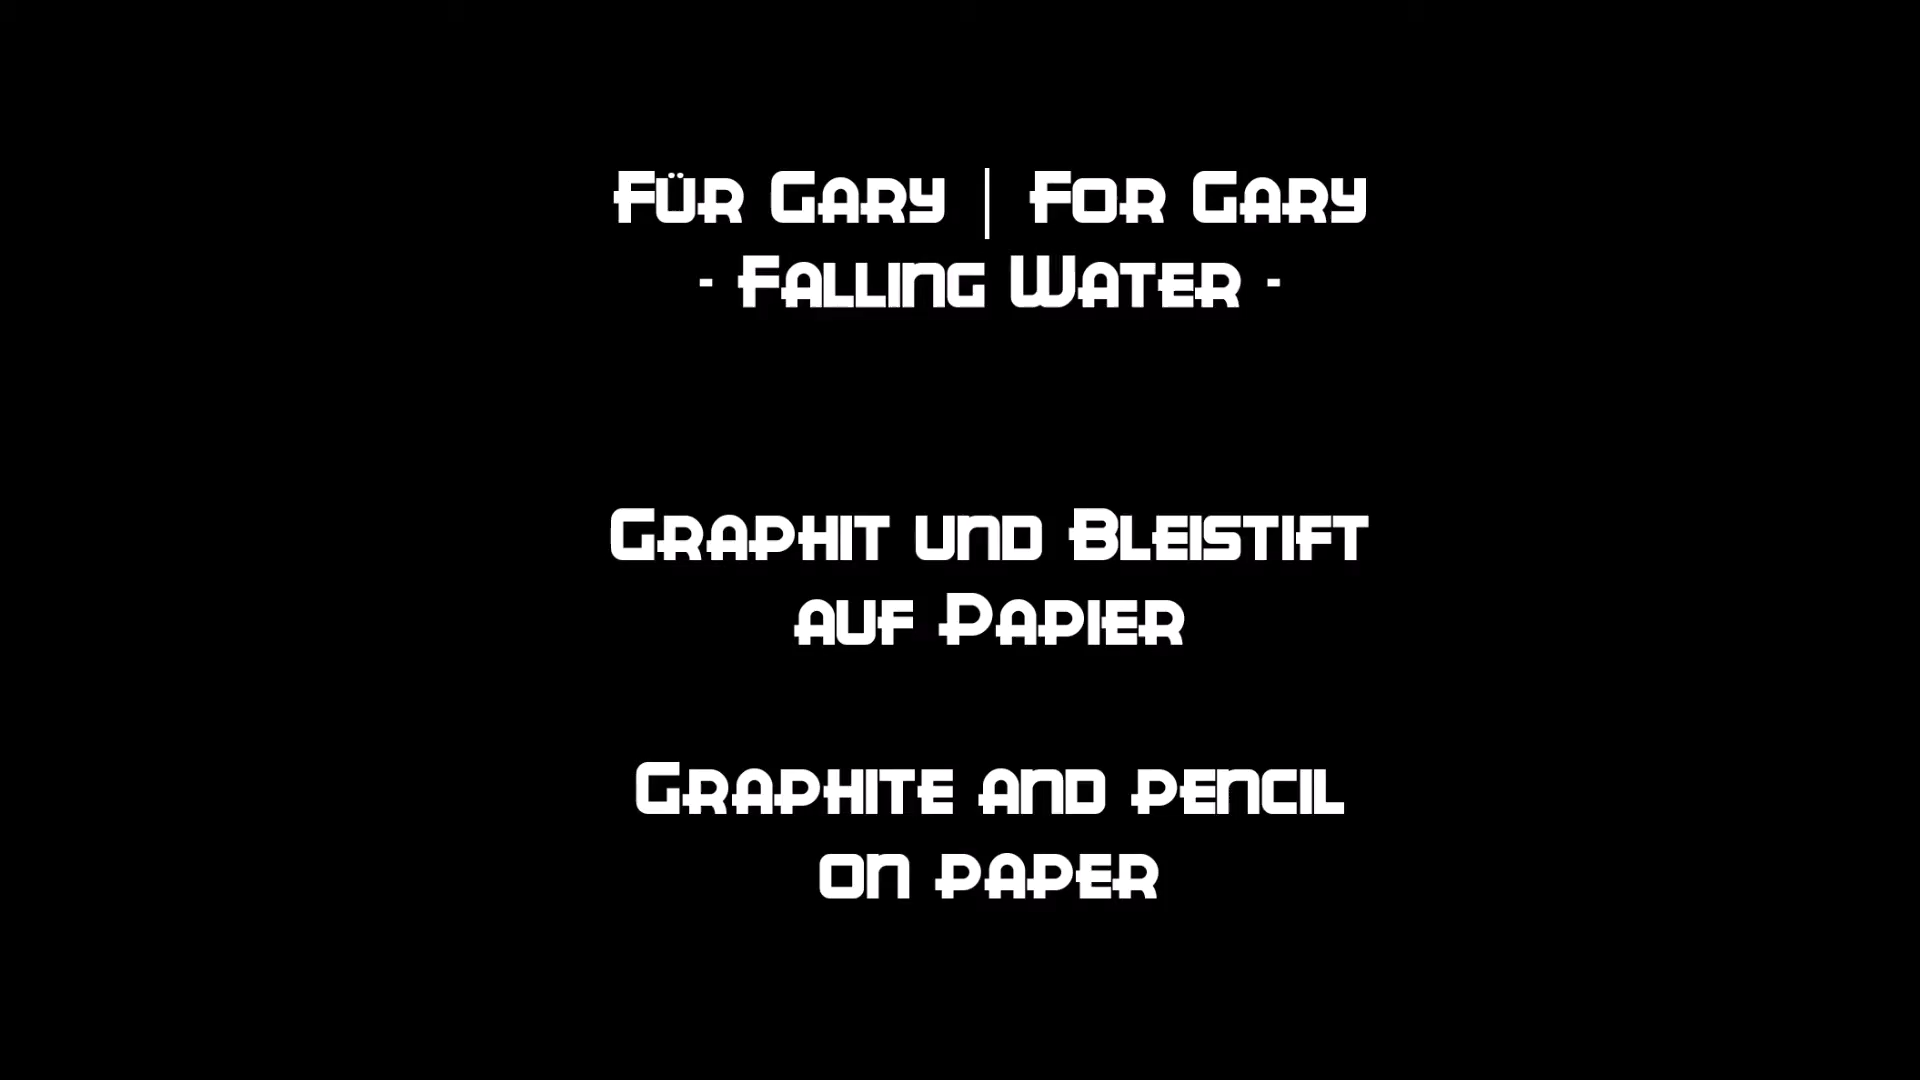 Für Gary | For Gary
- Falling Water -
Graphit und Bleistift
auf Papier
Graphite and pencil
on paper